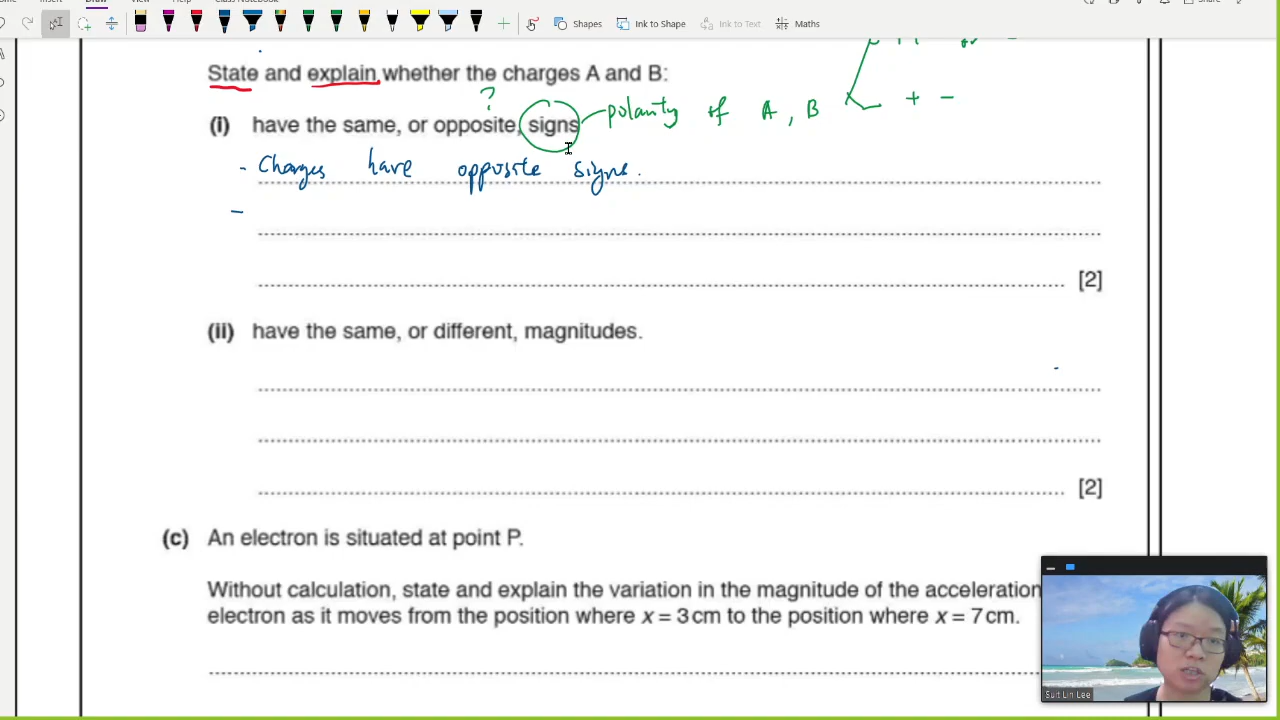 Shapes Ink to Shape Ink to Text Maths
State and explain whether the charges A and B:
?
(i) have the same, or opposite, signs polarity of A, B + -
- Charges have opposite signs.
-
[2]
(ii) have the same, or different, magnitudes.
[2]
(c) An electron is situated at point P.
Without calculation, state and explain the variation in the magnitude of the acceleration
electron as it moves from the position where x = 3 cm to the position where x = 7 cm.
Suit Lin Lee